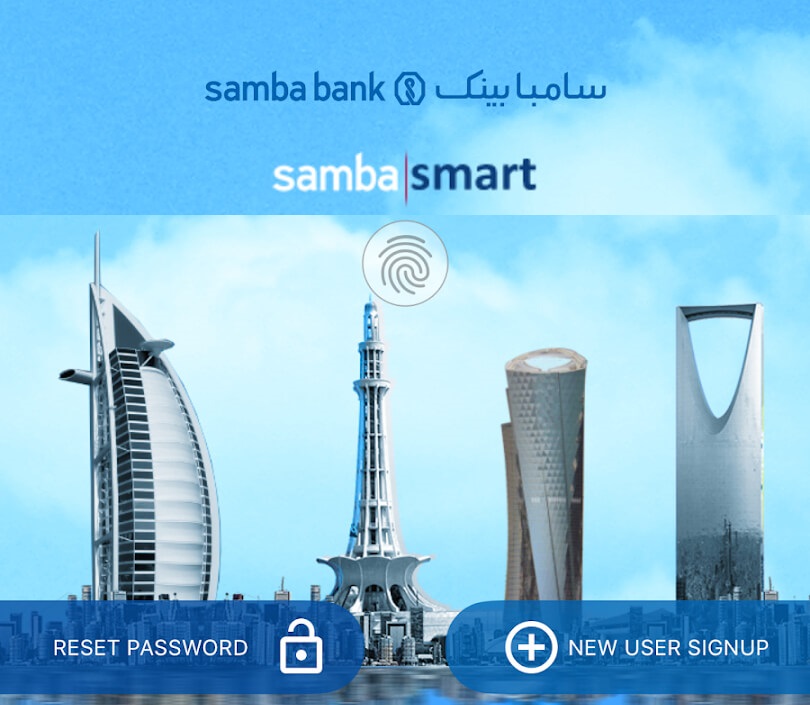 samba bank سامبا بینک
samba|smart
RESET PASSWORD
NEW USER SIGNUP